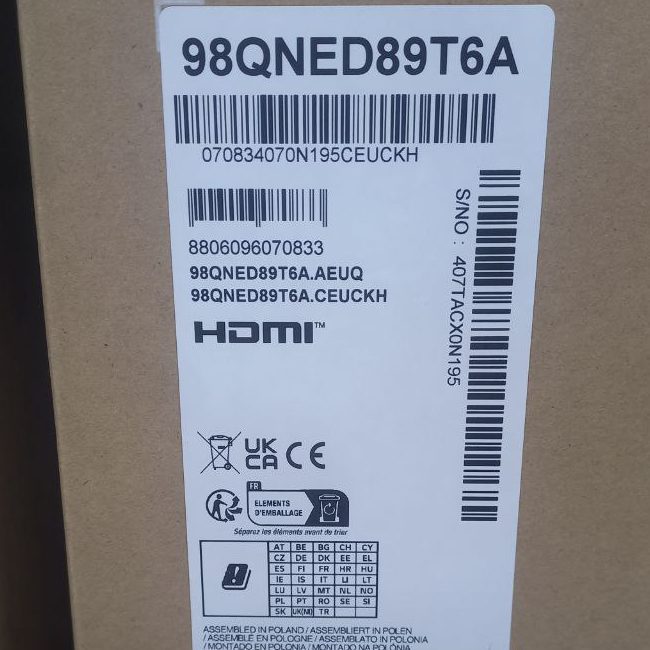 98QNED89T6A
070834070N195CEUCKH
8806096070833
98QNED89T6A.AEUQ
98QNED89T6A.CEUCKH
HDMI™
S/NO : 407TACX0N195
UK
CA CE
FR
ELEMENTS
D'EMBALLAGE
Séparez les éléments avant de trier
AT BE BG CH CY
CZ DE DK EE EL
ES FI FR HR HU
IE IS IT LI LT
LU LV MT NL NO
PL PT RO SE SI
SK UK(NI) TR
ASSEMBLED IN POLAND / ASSEMBLIERT IN POLEN
/ ASSEMBLÉ EN POLOGNE / ASSEMBLATO IN POLONIA
/ MONTADO EN POLONIA / MONTADO NA POLÓNIA